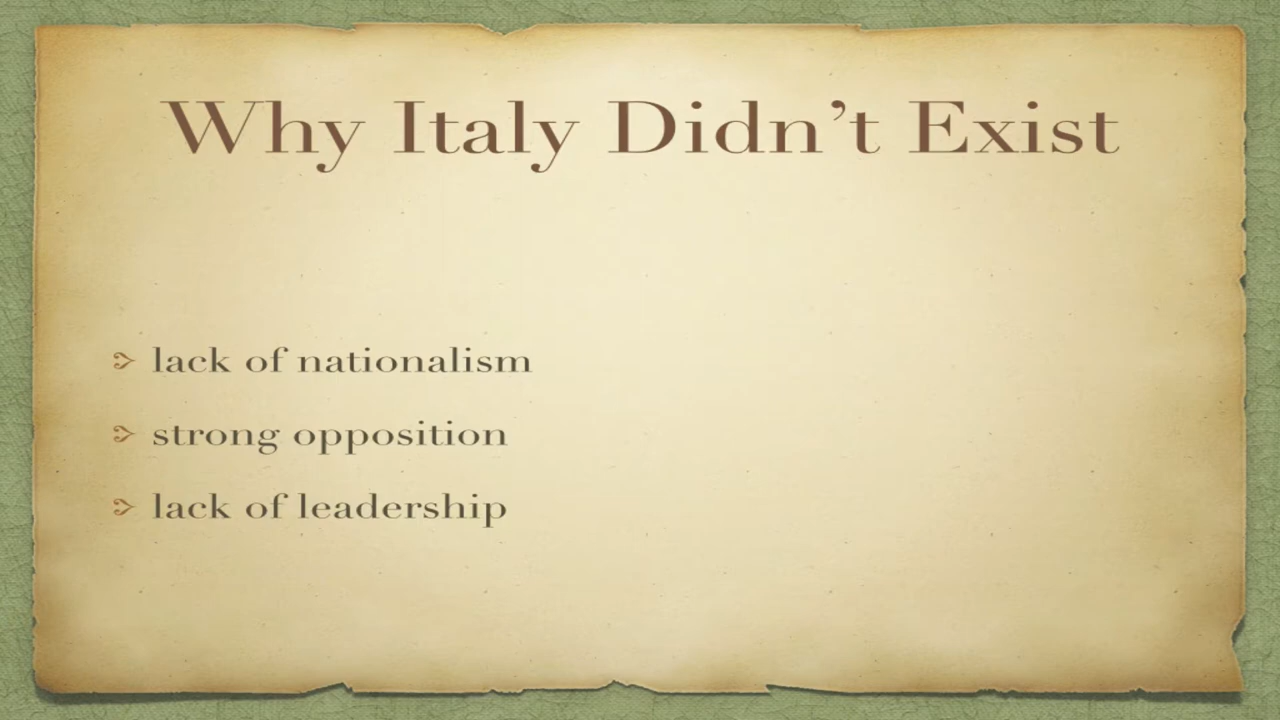 Why Italy Didn’t Exist
lack of nationalism
strong opposition
lack of leadership